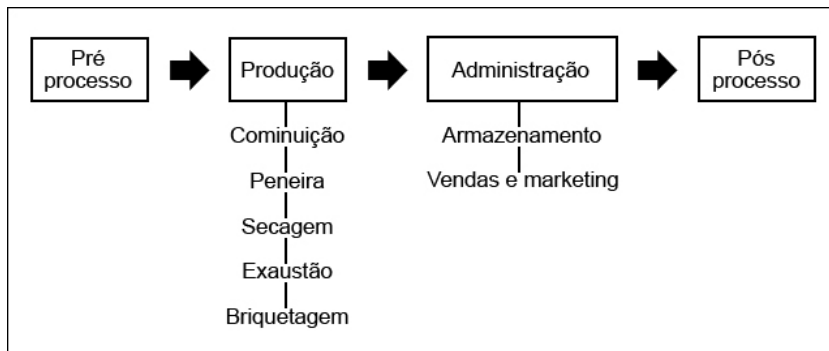 Pré
processo
Produção
Administração
Pós
processo
Cominuição
Peneira
Secagem
Exaustão
Briquetagem
Armazenamento
Vendas e marketing